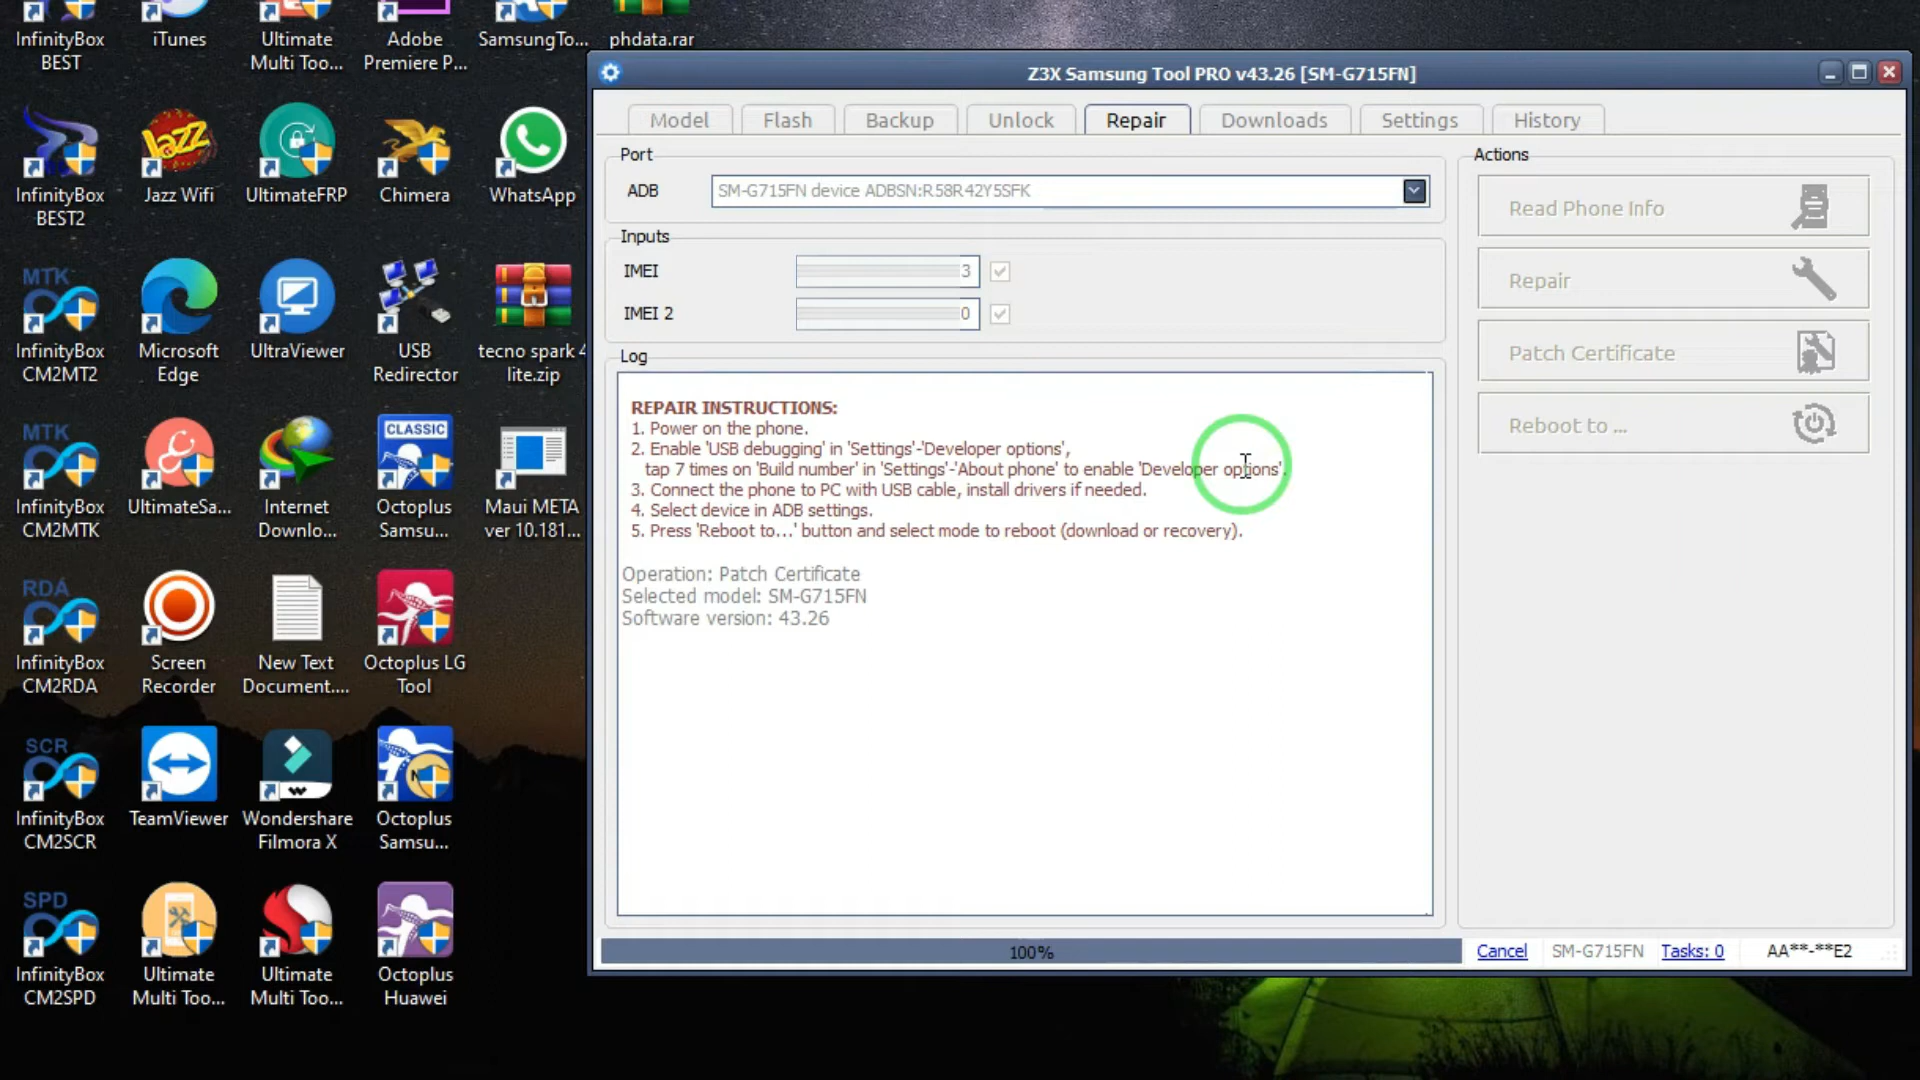 InfinityBox
BEST
iTunes
Ultimate
Multi Too...
Adobe
Premiere P...
SamsungTo...
phdata.rar
InfinityBox
BEST2
Jazz
Jazz Wifi
UltimateFRP
Chimera
WhatsApp
MTK
InfinityBox
CM2MT2
Microsoft
Edge
UltraViewer
USB
Redirector
tecno spark 4
lite.zip
MTK
InfinityBox
CM2MTK
UltimateSa...
Internet
Downlo...
CLASSIC
Octoplus
Samsu...
Maui META
ver 10.181...
RDA
InfinityBox
CM2RDA
Screen
Recorder
New Text
Document....
Octoplus LG
Tool
SCR
InfinityBox
CM2SCR
TeamViewer
Wondershare
Filmora X
Octoplus
Samsu...
SPD
InfinityBox
CM2SPD
Ultimate
Multi Too...
Ultimate
Multi Too...
Octoplus
Huawei
Z3X Samsung Tool PRO v43.26 [SM-G715FN]
Model Flash Backup Unlock Repair Downloads Settings History
Port
ADB SM-G715FN device ADBSN:R58R42Y5SFK
Inputs
IMEI 3
IMEI 2 0
Log
REPAIR INSTRUCTIONS:
1. Power on the phone.
2. Enable 'USB debugging' in 'Settings'-'Developer options',
tap 7 times on 'Build number' in 'Settings'-'About phone' to enable 'Developer options'.
3. Connect the phone to PC with USB cable, install drivers if needed.
4. Select device in ADB settings.
5. Press 'Reboot to...' button and select mode to reboot (download or recovery).
Operation: Patch Certificate
Selected model: SM-G715FN
Software version: 43.26
Actions
Read Phone Info
Repair
Patch Certificate
Reboot to ...
100%
Cancel SM-G715FN Tasks: 0 AA**-**E2